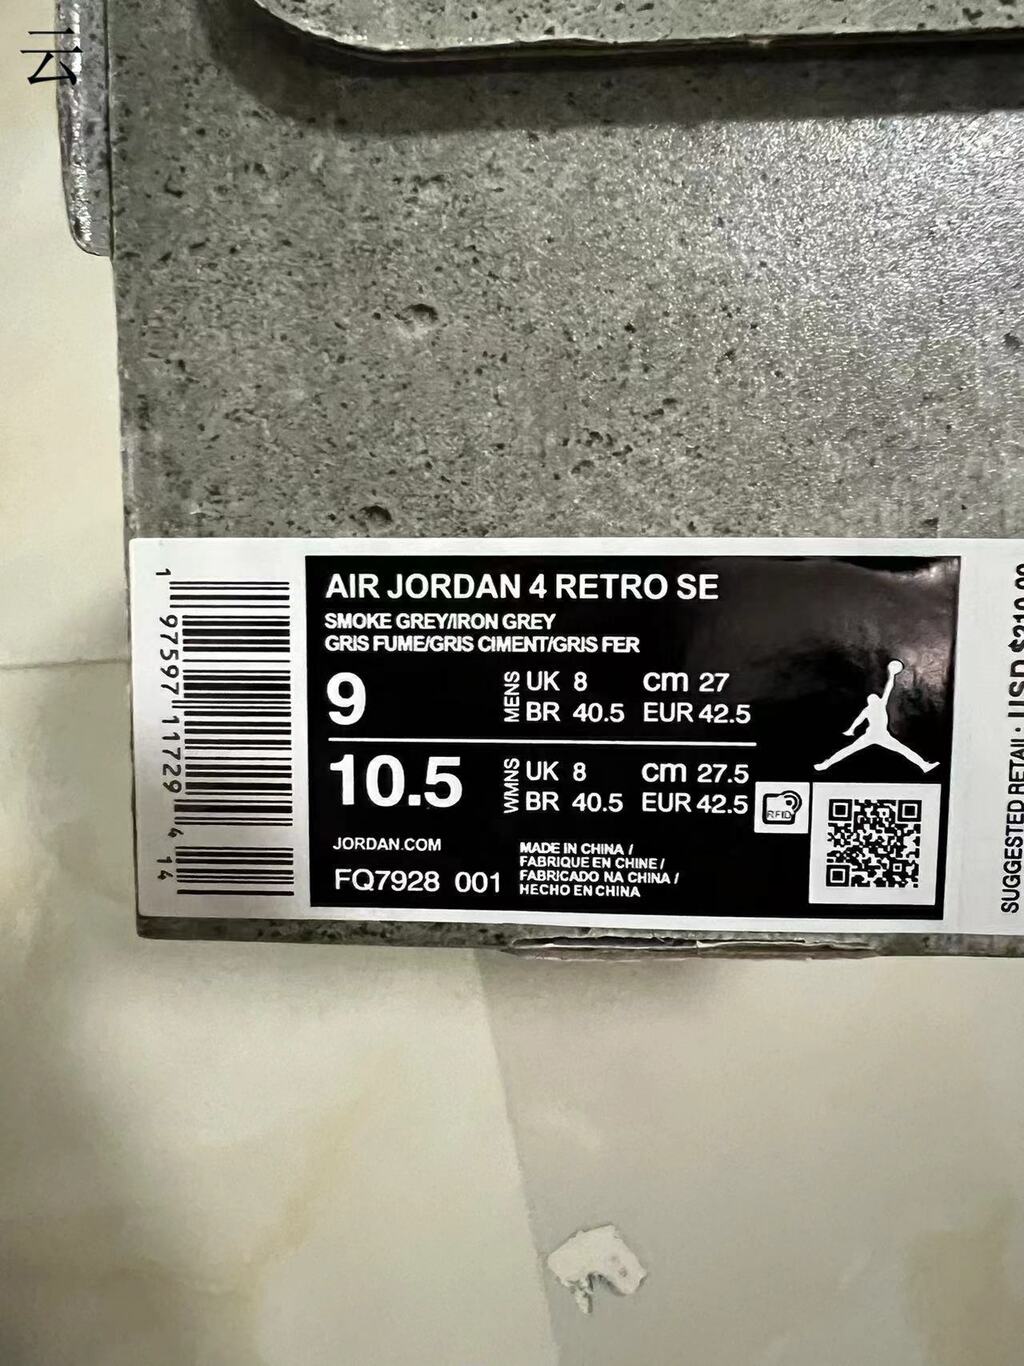 云
AIR JORDAN 4 RETRO SE
SMOKE GREY/IRON GREY
GRIS FUME/GRIS CIMENT/GRIS FER
9
MENS
UK 8 cm 27
BR 40.5 EUR 42.5
10.5
WMNS
UK 8 cm 27.5
BR 40.5 EUR 42.5
RFID
JORDAN.COM
FQ7928 001
MADE IN CHINA /
FABRIQUE EN CHINE /
FABRICADO NA CHINA /
HECHO EN CHINA
1 97597 11729 4 14
SUGGESTED RETAIL: USD $210.00